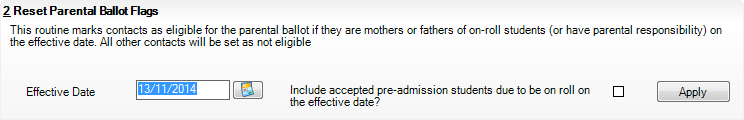 2 Reset Parental Ballot Flags
This routine marks contacts as eligible for the parental ballot if they are mothers or fathers of on-roll students (or have parental responsibility) on
the effective date. All other contacts will be set as not eligible
Effective Date 13/11/2014 Include accepted pre-admission students due to be on roll on
the effective date? Apply